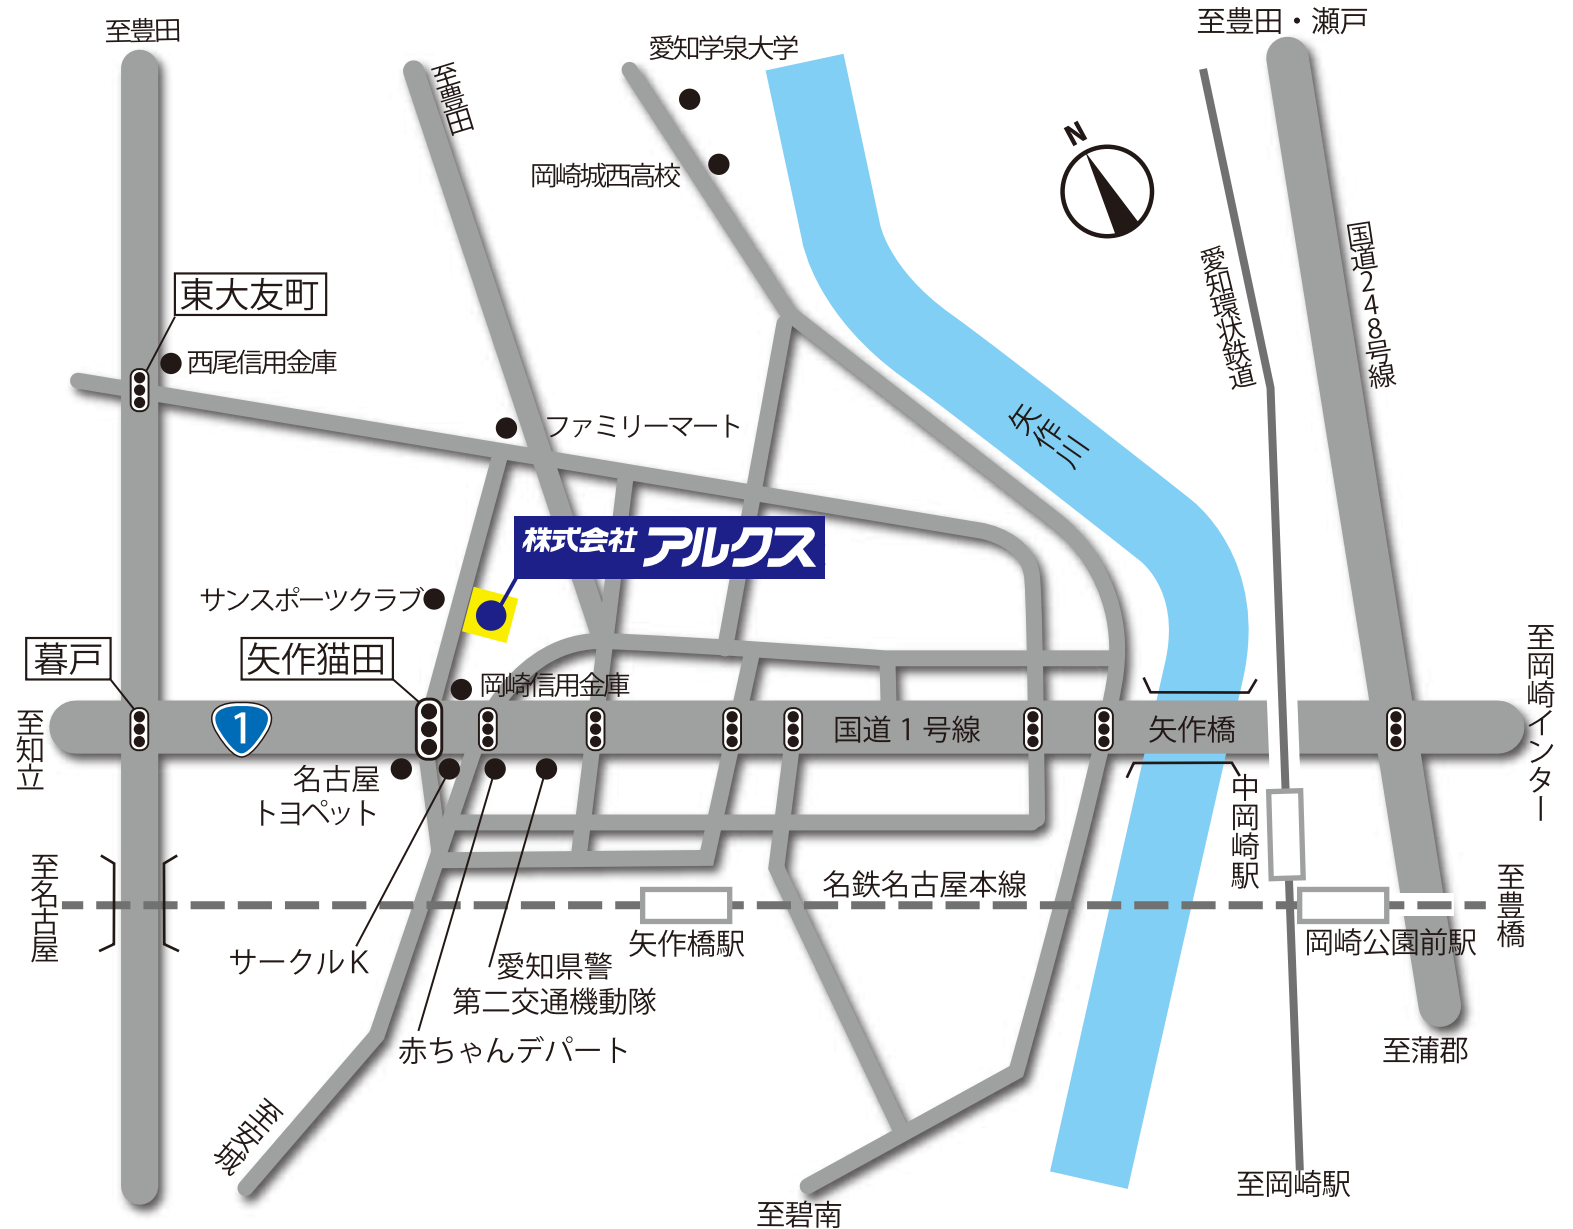 至豊田
至豊田
愛知学泉大学
岡崎城西高校
至豊田・瀬戸
N
国道248号線
愛知環状鉄道
東大友町
西尾信用金庫
ファミリーマート
矢作川
株式会社 アルクス
サンスポーツクラブ
暮戸
矢作猫田
岡崎信用金庫
至知立
1
国道1号線
矢作橋
至岡崎インター
名古屋
トヨペット
中岡崎駅
至名古屋
名鉄名古屋本線
至豊橋
矢作橋駅
岡崎公園前駅
サークルK
愛知県警
第二交通機動隊
赤ちゃんデパート
至蒲郡
至安城
至碧南
至岡崎駅